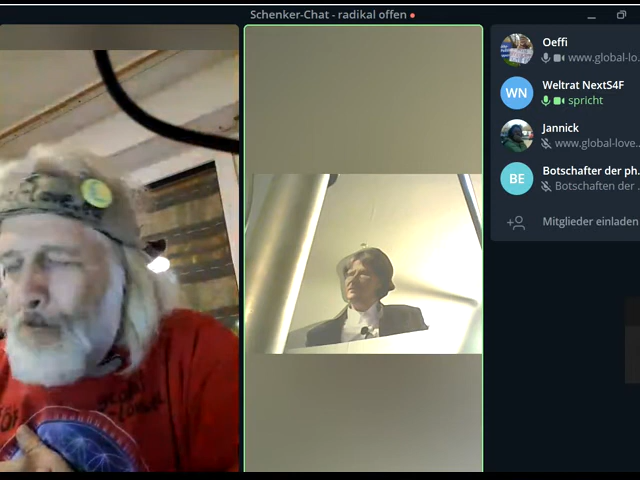 Schenker-Chat - radikal offen
Oeffi
www.global-lo...
WN
Weltrat NextS4F
spricht
Jannick
www.global-love...
BE
Botschafter der ph...
Botschaften der ...
Mitglieder einladen